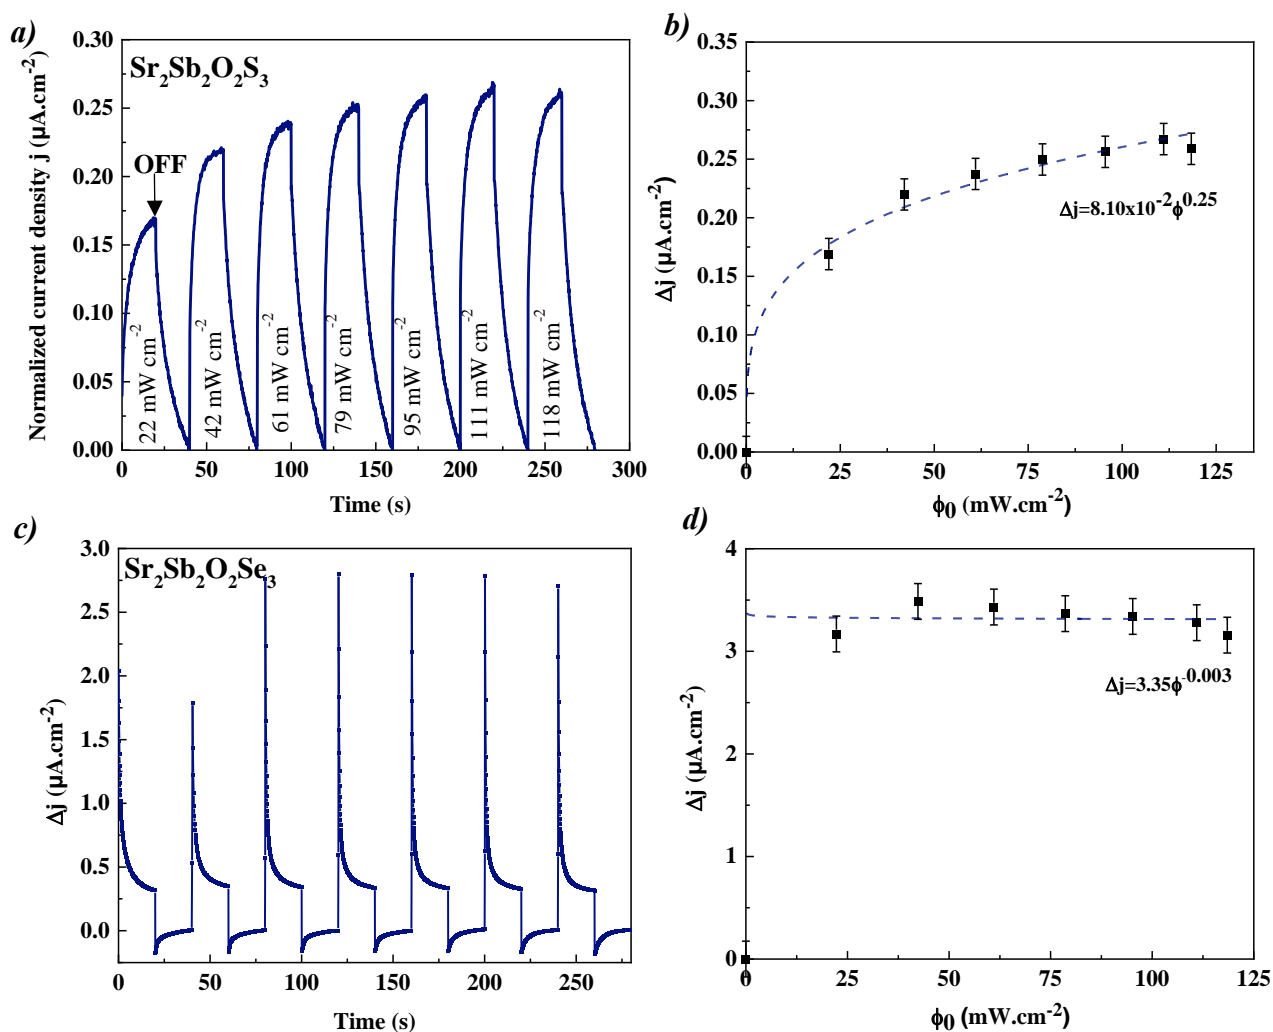 a)
Sr₂Sb₂O₂S₃
OFF
Normalized current density j (µA.cm⁻²)
0.30
0.25
0.20
0.15
0.10
0.05
0.00
22 mW cm⁻²
42 mW cm⁻²
61 mW cm⁻²
79 mW cm⁻²
95 mW cm⁻²
111 mW cm⁻²
118 mW cm⁻²
0 50 100 150 200 250 300
Time (s)
b)
Δj (µA.cm⁻²)
0.35
0.30
0.25
0.20
0.15
0.10
0.05
0.00
Δj=8.10x10⁻²ϕ⁰·²⁵
0 25 50 75 100 125
ϕ₀ (mW.cm⁻²)
c)
Sr₂Sb₂O₂Se₃
Δj (µA.cm⁻²)
3.0
2.5
2.0
1.5
1.0
0.5
0.0
0 50 100 150 200 250
Time (s)
d)
Δj (µA.cm⁻²)
4
3
2
1
0
Δj=3.35ϕ⁻⁰·⁰⁰³
0 25 50 75 100 125
ϕ₀ (mW.cm⁻²)